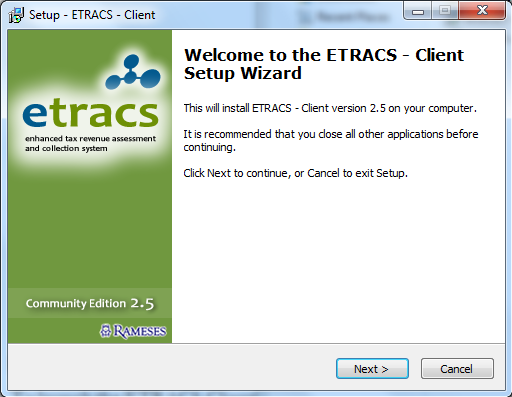 Setup - ETRACS - Client
Recent Places
Welcome to the ETRACS - Client
Setup Wizard
This will install ETRACS - Client version 2.5 on your computer.
It is recommended that you close all other applications before
continuing.
Click Next to continue, or Cancel to exit Setup.
etracs
enhanced tax revenue assessment
and collection system
Community Edition 2.5
RAMESES
Next >
Cancel